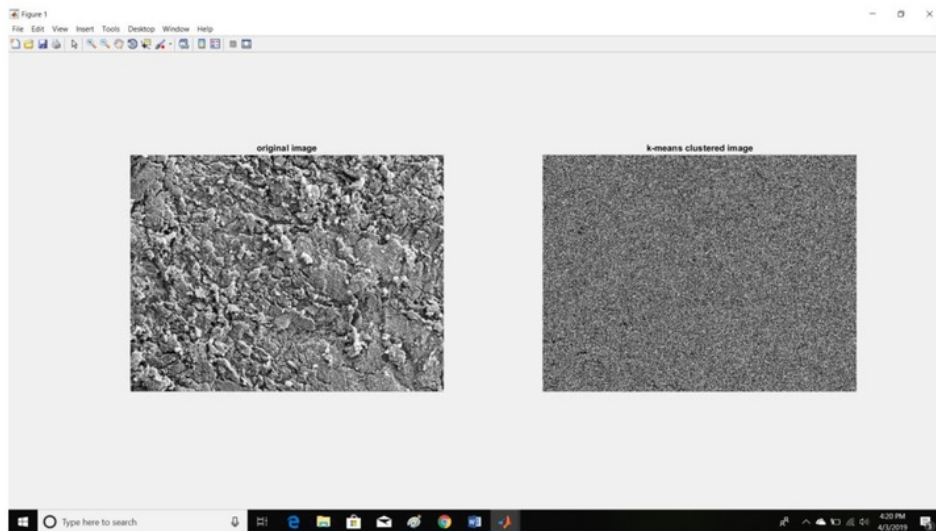 Figure 1
File Edit View Insert Tools Desktop Window Help
original image
k-means clustered image
Type here to search
4:20 PM
4/3/2019